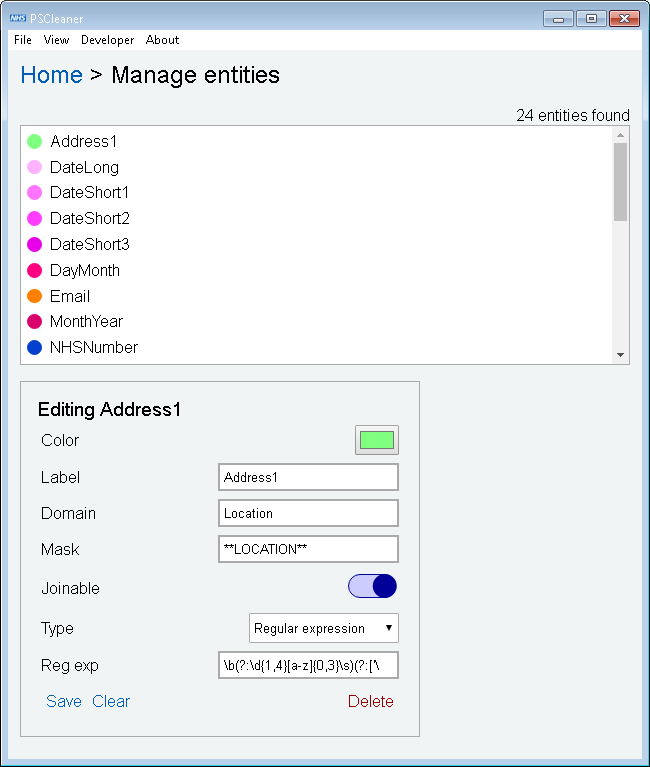 NHS PSCleaner
File View Developer About
Home > Manage entities
24 entities found
Address1
DateLong
DateShort1
DateShort2
DateShort3
DayMonth
Email
MonthYear
NHSNumber
Editing Address1
Color
Label Address1
Domain Location
Mask **LOCATION**
Joinable
Type Regular expression
Reg exp \b(?:\d{1,4}[a-z]{0,3}\s)(?:['\
Save Clear Delete